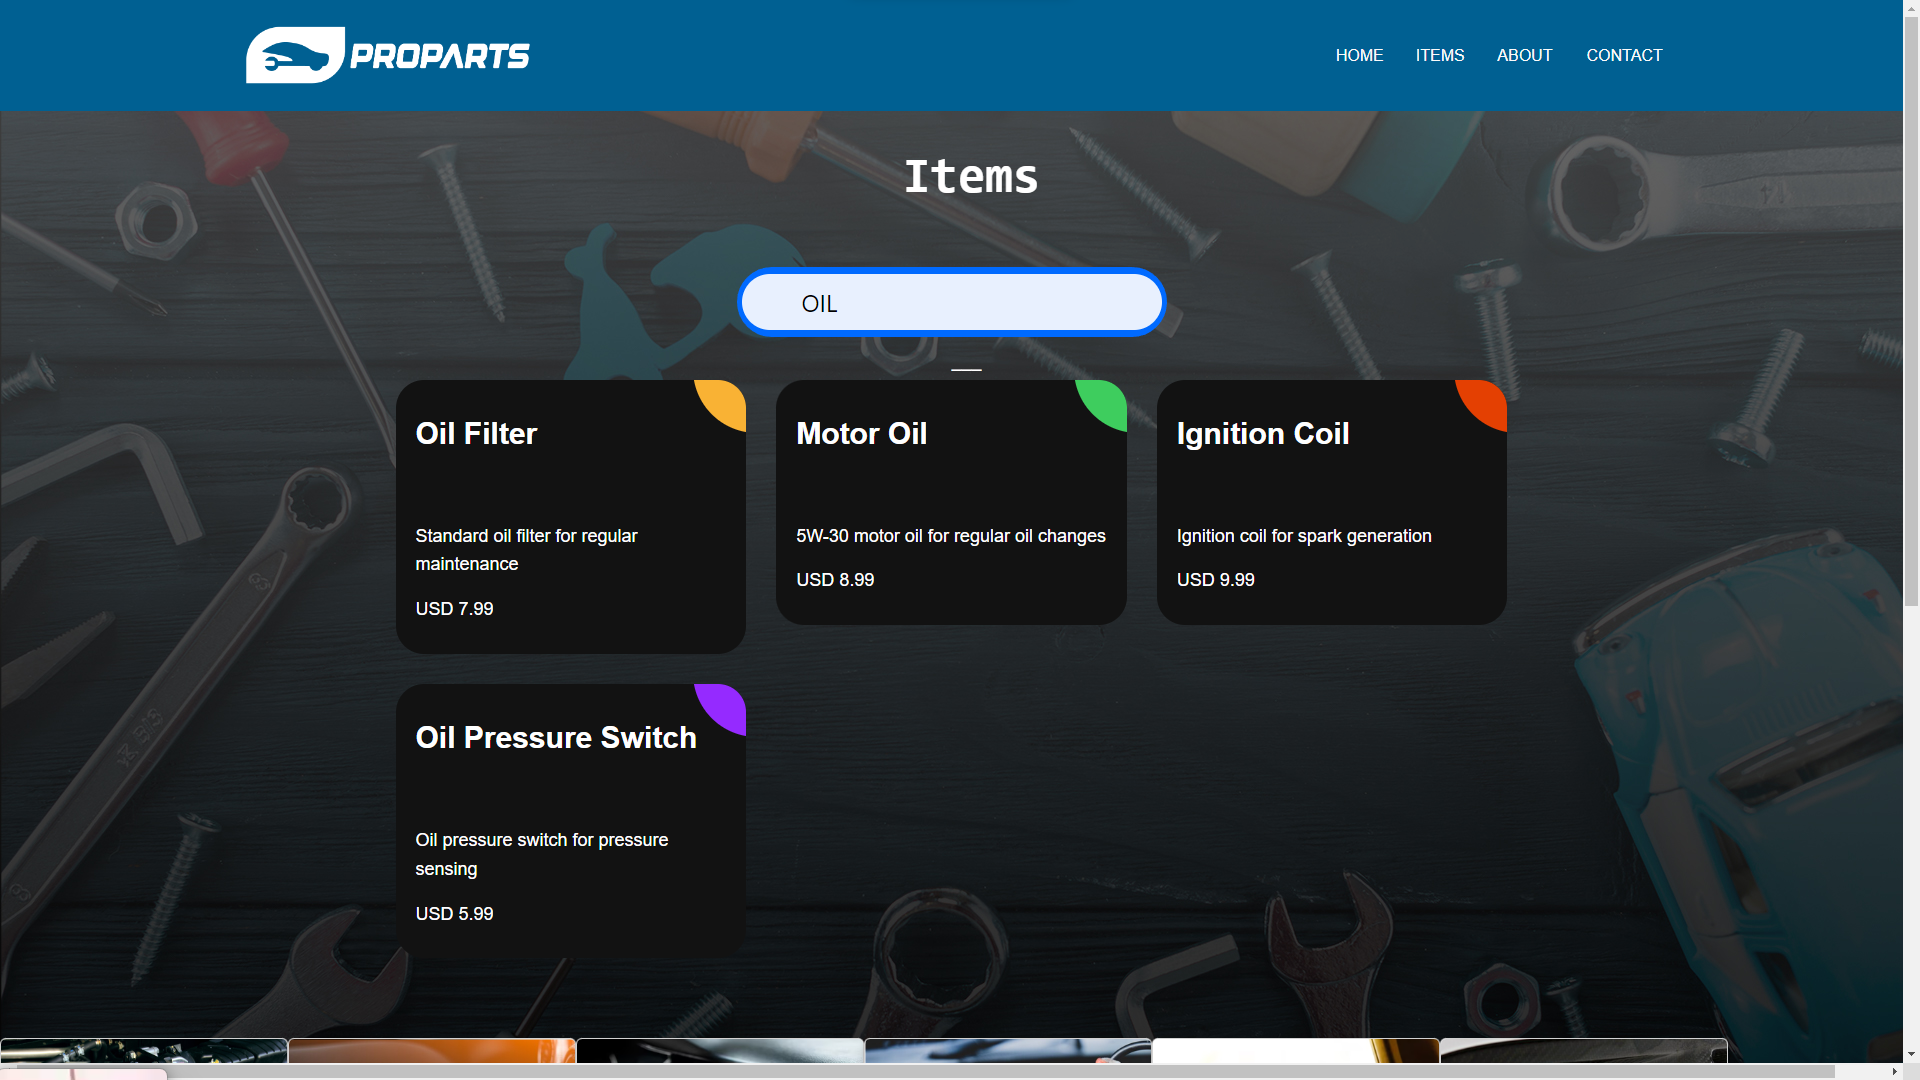 PROPARTS
HOME ITEMS ABOUT CONTACT
Items
OIL
Oil Filter
Standard oil filter for regular
maintenance
USD 7.99
Motor Oil
5W-30 motor oil for regular oil changes
USD 8.99
Ignition Coil
Ignition coil for spark generation
USD 9.99
Oil Pressure Switch
Oil pressure switch for pressure
sensing
USD 5.99